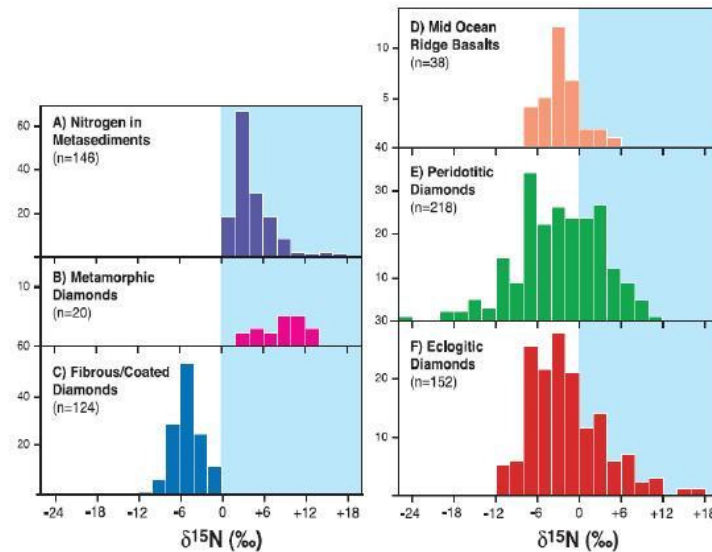 A) Nitrogen in
Metasediments
(n=146)
60
40
20
B) Metamorphic
Diamonds
(n=20)
10
60
C) Fibrous/Coated
Diamonds
(n=124)
40
20
-24 -18 -12 -6 0 +6 +12 +18
δ15N (‰)
D) Mid Ocean
Ridge Basalts
(n=38)
10
5
40
E) Peridotitic
Diamonds
(n=218)
30
20
10
30
F) Eclogitic
Diamonds
(n=152)
20
10
-24 -18 -12 -6 0 +6 +12 +18
δ15N (‰)